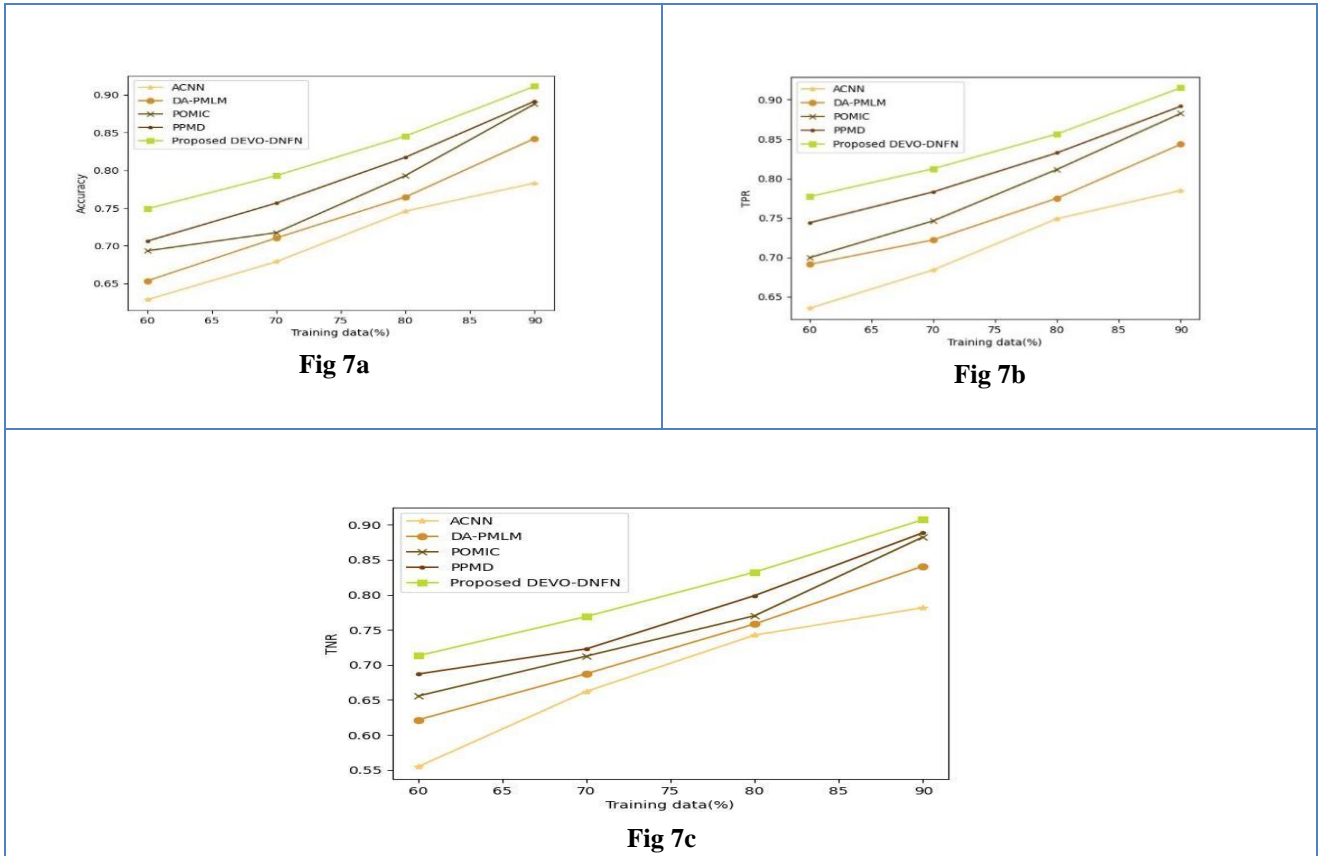 ACNN
DA-PMLM
POMIC
PPMD
Proposed DEVO-DNFN
Accuracy
0.90
0.85
0.80
0.75
0.70
0.65
60 65 70 75 80 85 90
Training data(%)
Fig 7a
ACNN
DA-PMLM
POMIC
PPMD
Proposed DEVO-DNFN
TPR
0.90
0.85
0.80
0.75
0.70
0.65
60 65 70 75 80 85 90
Training data(%)
Fig 7b
ACNN
DA-PMLM
POMIC
PPMD
Proposed DEVO-DNFN
TNR
0.90
0.85
0.80
0.75
0.70
0.65
0.60
0.55
60 65 70 75 80 85 90
Training data(%)
Fig 7c